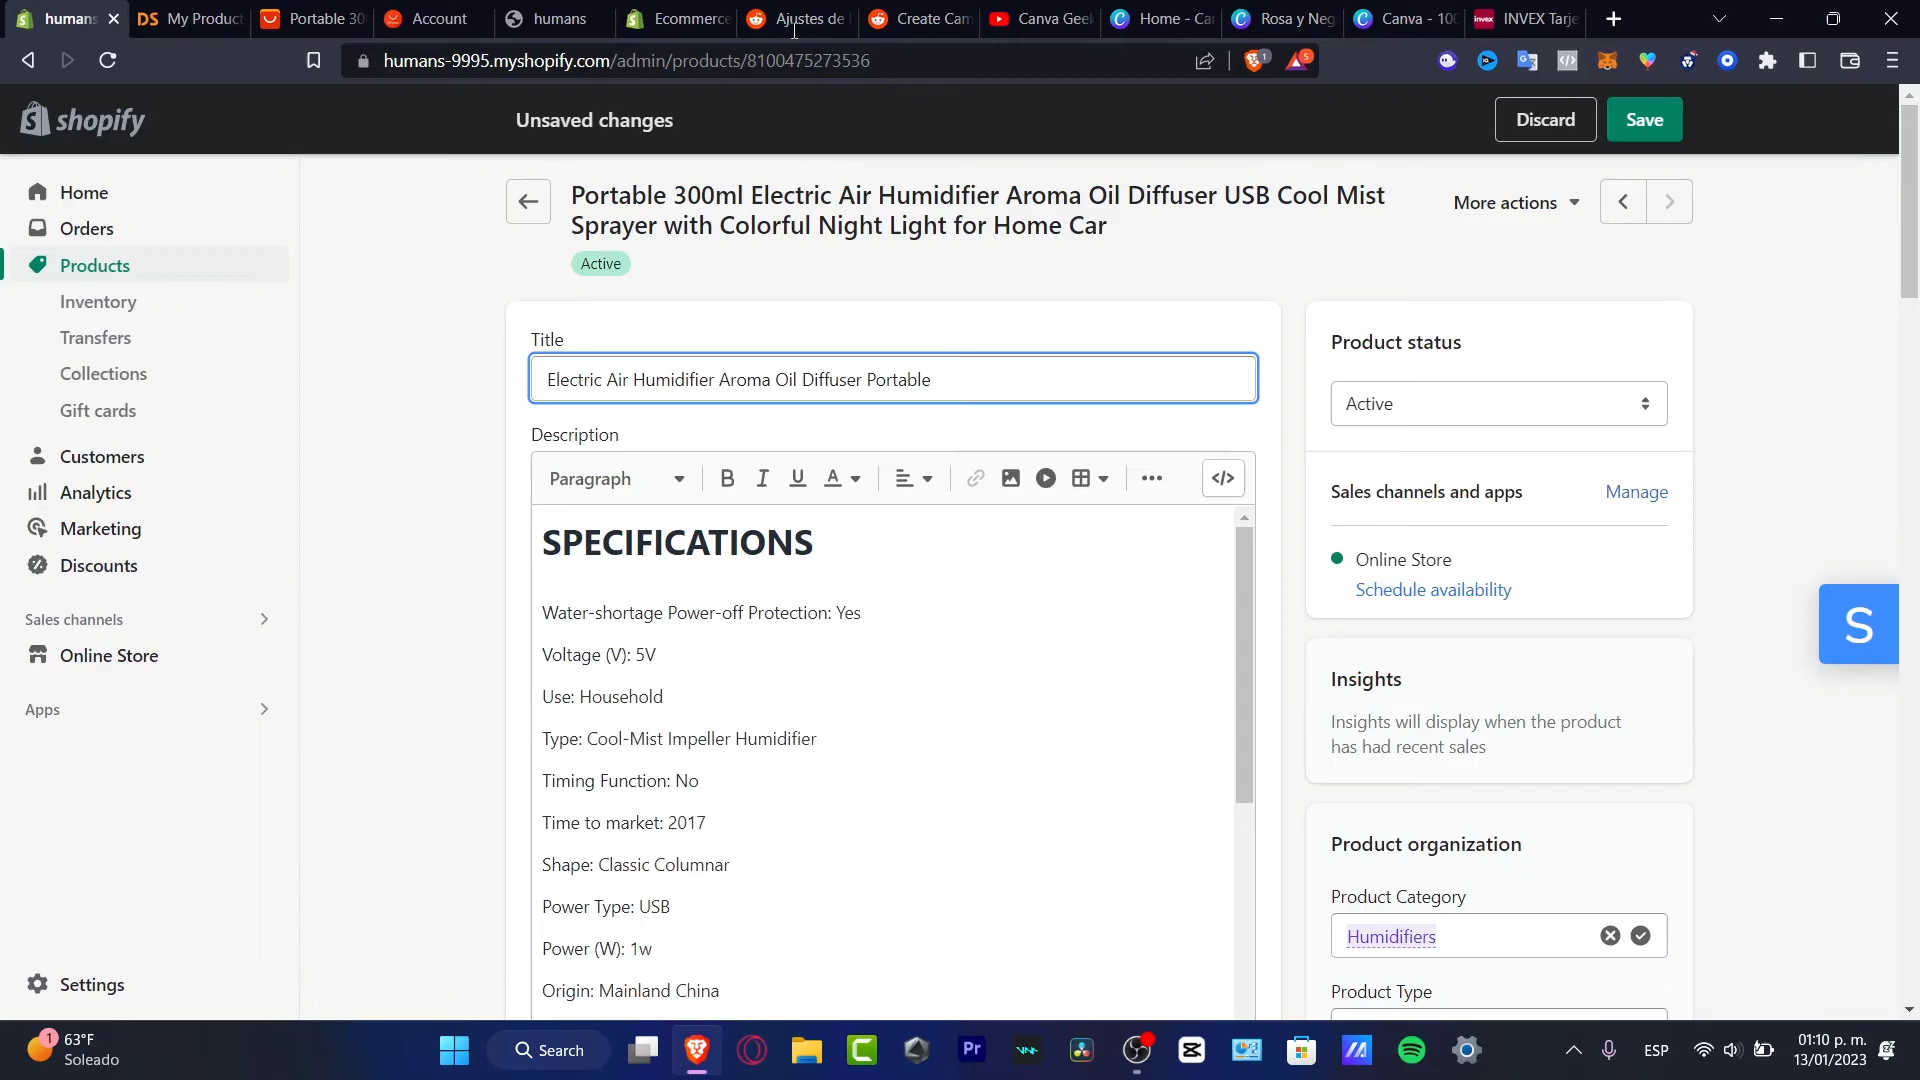 humans
My Product
Portable 30
Account
humans
Ecommerce
Ajustes de
Create Cam
Canva Geek
Home - Ca
Rosa y Neg
Canva - 100
INVEX Tarje
humans-9995.myshopify.com/admin/products/8100475273536
1
5
shopify
Unsaved changes
Discard
Save
Home
Orders
Products
Inventory
Transfers
Collections
Gift cards
Customers
Analytics
Marketing
Discounts
Sales channels
Online Store
Apps
Settings
Portable 300ml Electric Air Humidifier Aroma Oil Diffuser USB Cool Mist
Sprayer with Colorful Night Light for Home Car
Active
More actions
Title
Electric Air Humidifier Aroma Oil Diffuser Portable
Description
Paragraph
B I U A
</>
SPECIFICATIONS
Water-shortage Power-off Protection: Yes
Voltage (V): 5V
Use: Household
Type: Cool-Mist Impeller Humidifier
Timing Function: No
Time to market: 2017
Shape: Classic Columnar
Power Type: USB
Power (W): 1w
Origin: Mainland China
Product status
Active
Sales channels and apps
Manage
Online Store
Schedule availability
Insights
Insights will display when the product
has had recent sales
Product organization
Product Category
Humidifiers
Product Type
S
1
63°F
Soleado
Search
Pr
ESP
01:10 p. m.
13/01/2023